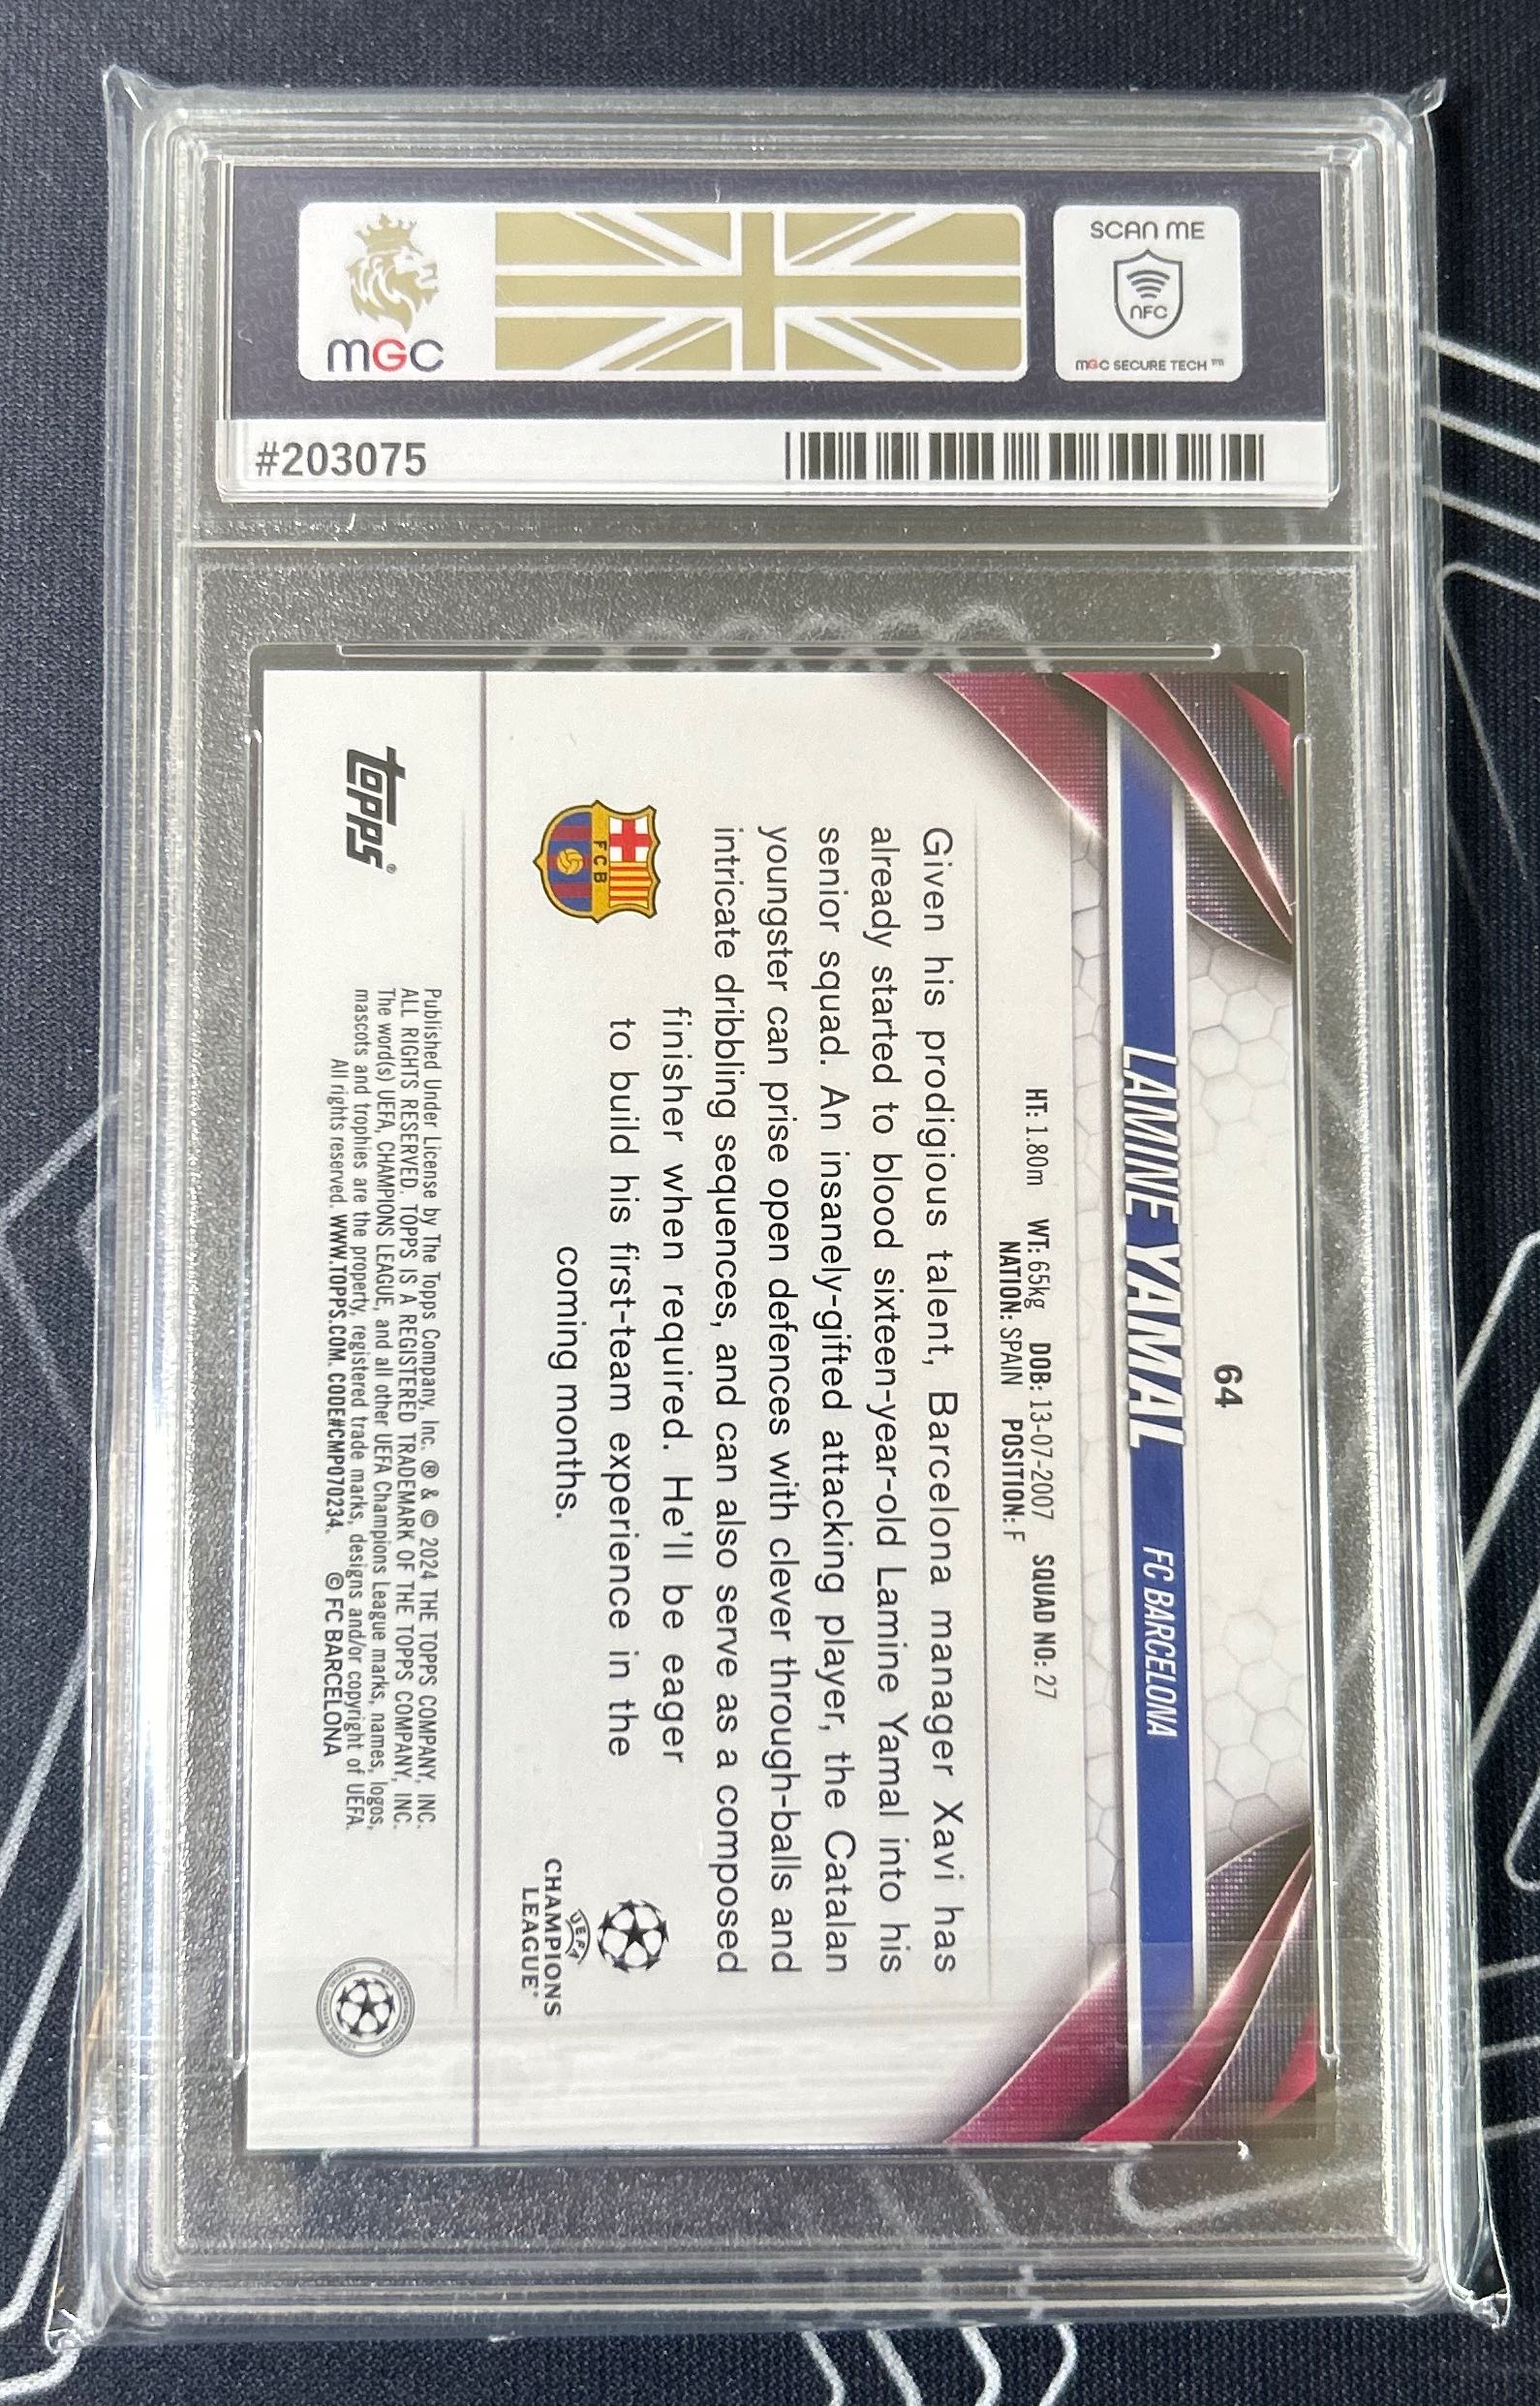 mGC
SCAN ME
NFC
mGC SECURE TECH ™
#203075
64
LAMINE YAMAL FC BARCELONA
HT: 1.80m WT: 65kg DOB: 13-07-2007 SQUAD NO: 27
NATION: SPAIN POSITION: F
Given his prodigious talent, Barcelona manager Xavi has
already started to blood sixteen-year-old Lamine Yamal into his
senior squad. An insanely-gifted attacking player, the Catalan
youngster can prise open defences with clever through-balls and
intricate dribbling sequences, and can also serve as a composed
finisher when required. He'll be eager
to build his first-team experience in the
coming months.
FCB
UEFA
CHAMPIONS
LEAGUE®
topps®
Published Under License by The Topps Company, Inc. ® & © 2024 THE TOPPS COMPANY, INC.
ALL RIGHTS RESERVED. TOPPS IS A REGISTERED TRADEMARK OF THE TOPPS COMPANY, INC.
The word(s) UEFA, CHAMPIONS LEAGUE, and all other UEFA Champions League marks, names, logos,
mascots and trophies are the property, registered trade marks, designs and/or copyright of UEFA.
All rights reserved. WWW.TOPPS.COM. CODE#CMP070234. © FC BARCELONA